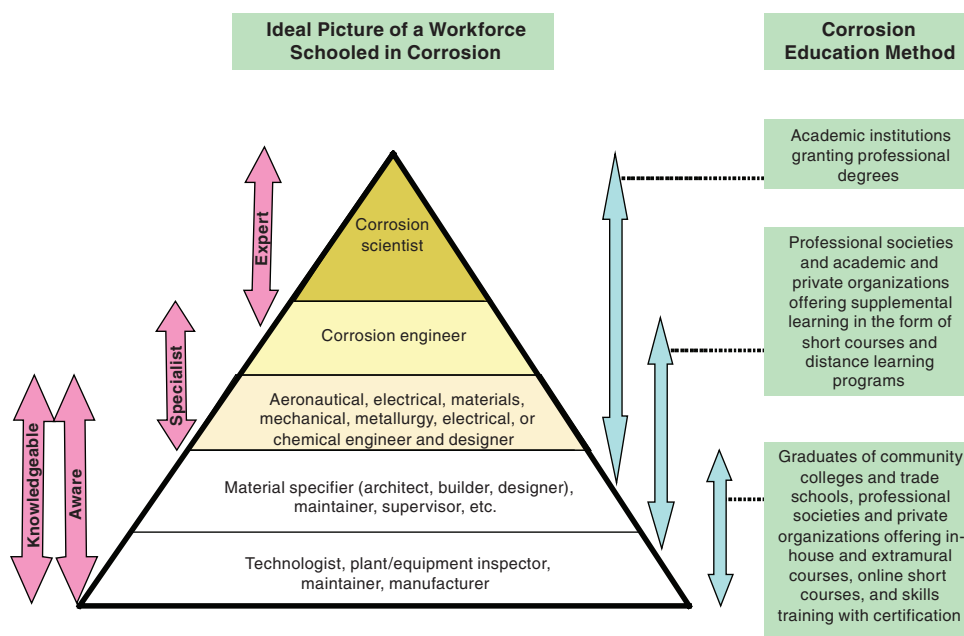 Ideal Picture of a Workforce
Schooled in Corrosion
Corrosion
Education Method
Academic institutions
granting professional
degrees
Expert
Corrosion
scientist
Professional societies
and academic and
private organizations
offering supplemental
learning in the form of
short courses and
distance learning
programs
Specialist
Corrosion engineer
Aeronautical, electrical, materials,
mechanical, metallurgy, electrical, or
chemical engineer and designer
Knowledgeable
Aware
Material specifier (architect, builder, designer),
maintainer, supervisor, etc.
Technologist, plant/equipment inspector,
maintainer, manufacturer
Graduates of community
colleges and trade
schools, professional
societies and private
organizations offering in-
house and extramural
courses, online short
courses, and skills
training with certification